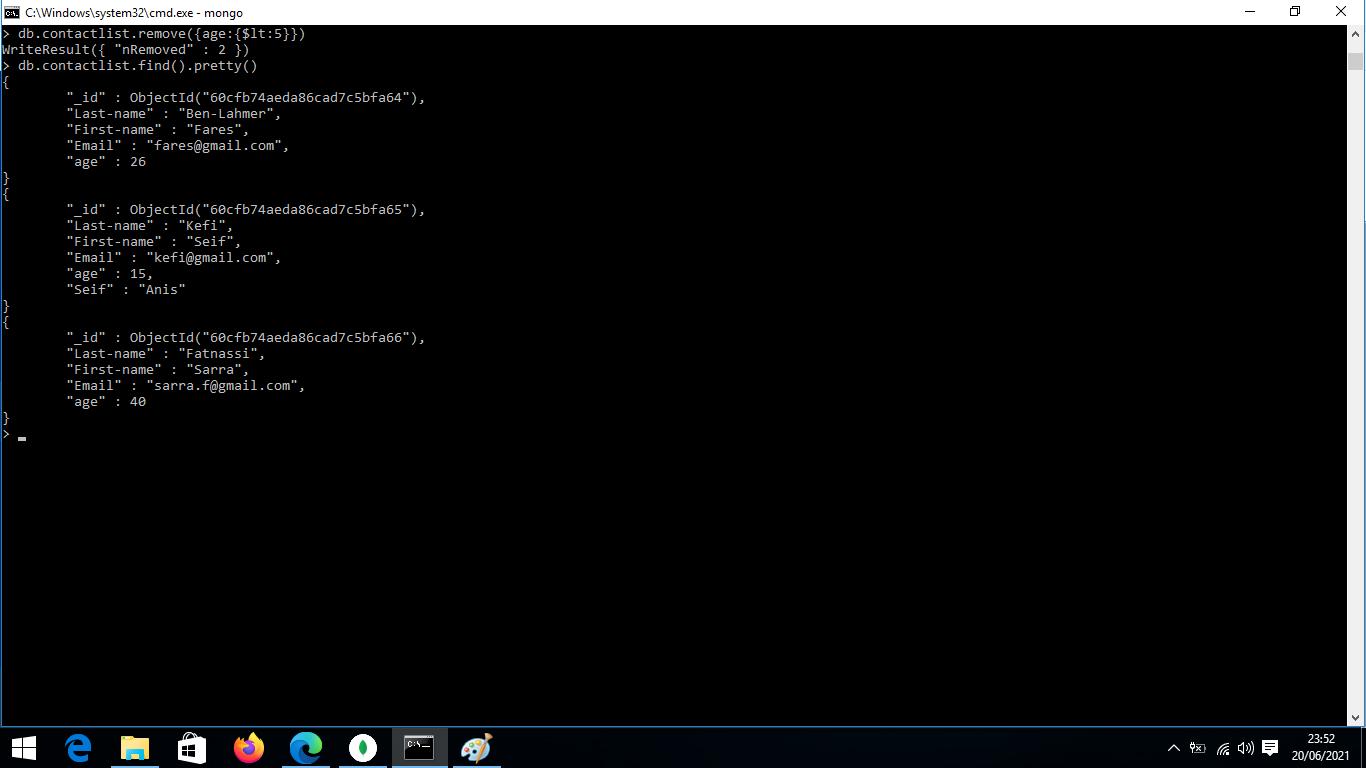 C:\Windows\system32\cmd.exe - mongo
> db.contactlist.remove({age:{$lt:5}})
WriteResult({ "nRemoved" : 2 })
> db.contactlist.find().pretty()
{
        "_id" : ObjectId("60cfb74aeda86cad7c5bfa64"),
        "Last-name" : "Ben-Lahmer",
        "First-name" : "Fares",
        "Email" : "fares@gmail.com",
        "age" : 26
}
{
        "_id" : ObjectId("60cfb74aeda86cad7c5bfa65"),
        "Last-name" : "Kefi",
        "First-name" : "Seif",
        "Email" : "kefi@gmail.com",
        "age" : 15,
        "Seif" : "Anis"
}
{
        "_id" : ObjectId("60cfb74aeda86cad7c5bfa66"),
        "Last-name" : "Fatnassi",
        "First-name" : "Sarra",
        "Email" : "sarra.f@gmail.com",
        "age" : 40
}
>
23:52
20/06/2021